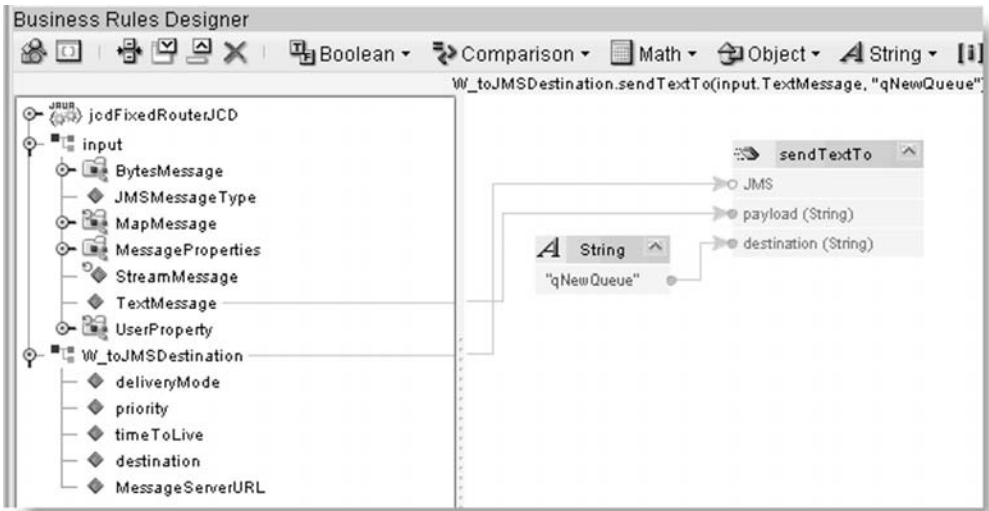 Business Rules Designer
Boolean Comparison Math Object String [i]
W_toJMSDestination.sendTextTo(input.TextMessage, "qNewQueue")
JAVA jcdFixedRouterJCD
input
BytesMessage
JMSMessageType
MapMessage
MessageProperties
StreamMessage
TextMessage
UserProperty
W_toJMSDestination
deliveryMode
priority
timeToLive
destination
MessageServerURL
A String
"qNewQueue"
sendTextTo
JMS
payload (String)
destination (String)